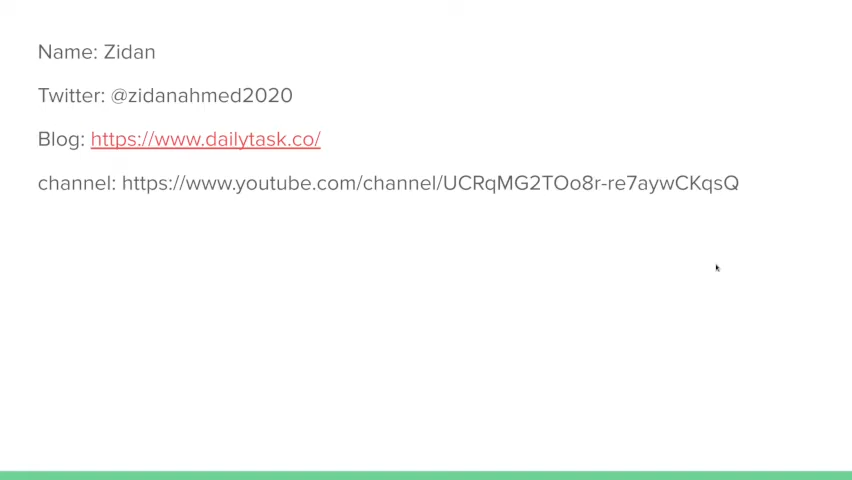 Name: Zidan
Twitter: @zidanahmed2020
Blog: https://www.dailytask.co/
channel: https://www.youtube.com/channel/UCRqMG2TOo8r-re7aywCKqsQ